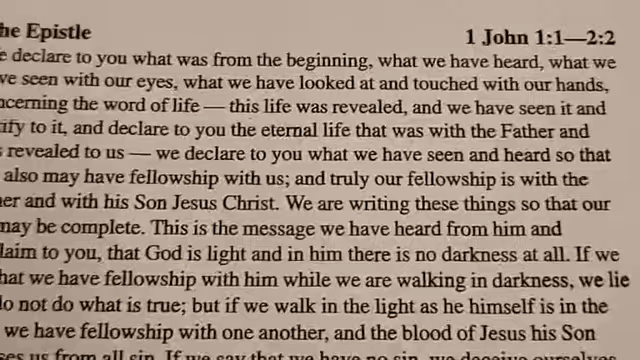 he Epistle 1 John 1:1—2:2
e declare to you what was from the beginning, what we have heard, what we
ve seen with our eyes, what we have looked at and touched with our hands,
ncerning the word of life — this life was revealed, and we have seen it and
ify to it, and declare to you the eternal life that was with the Father and
s revealed to us — we declare to you what we have seen and heard so that
also may have fellowship with us; and truly our fellowship is with the
er and with his Son Jesus Christ. We are writing these things so that our
may be complete. This is the message we have heard from him and
laim to you, that God is light and in him there is no darkness at all. If we
hat we have fellowship with him while we are walking in darkness, we lie
do not do what is true; but if we walk in the light as he himself is in the
we have fellowship with one another, and the blood of Jesus his Son
ses us from all sin. If we say that we have no sin, we deceive ourselves,